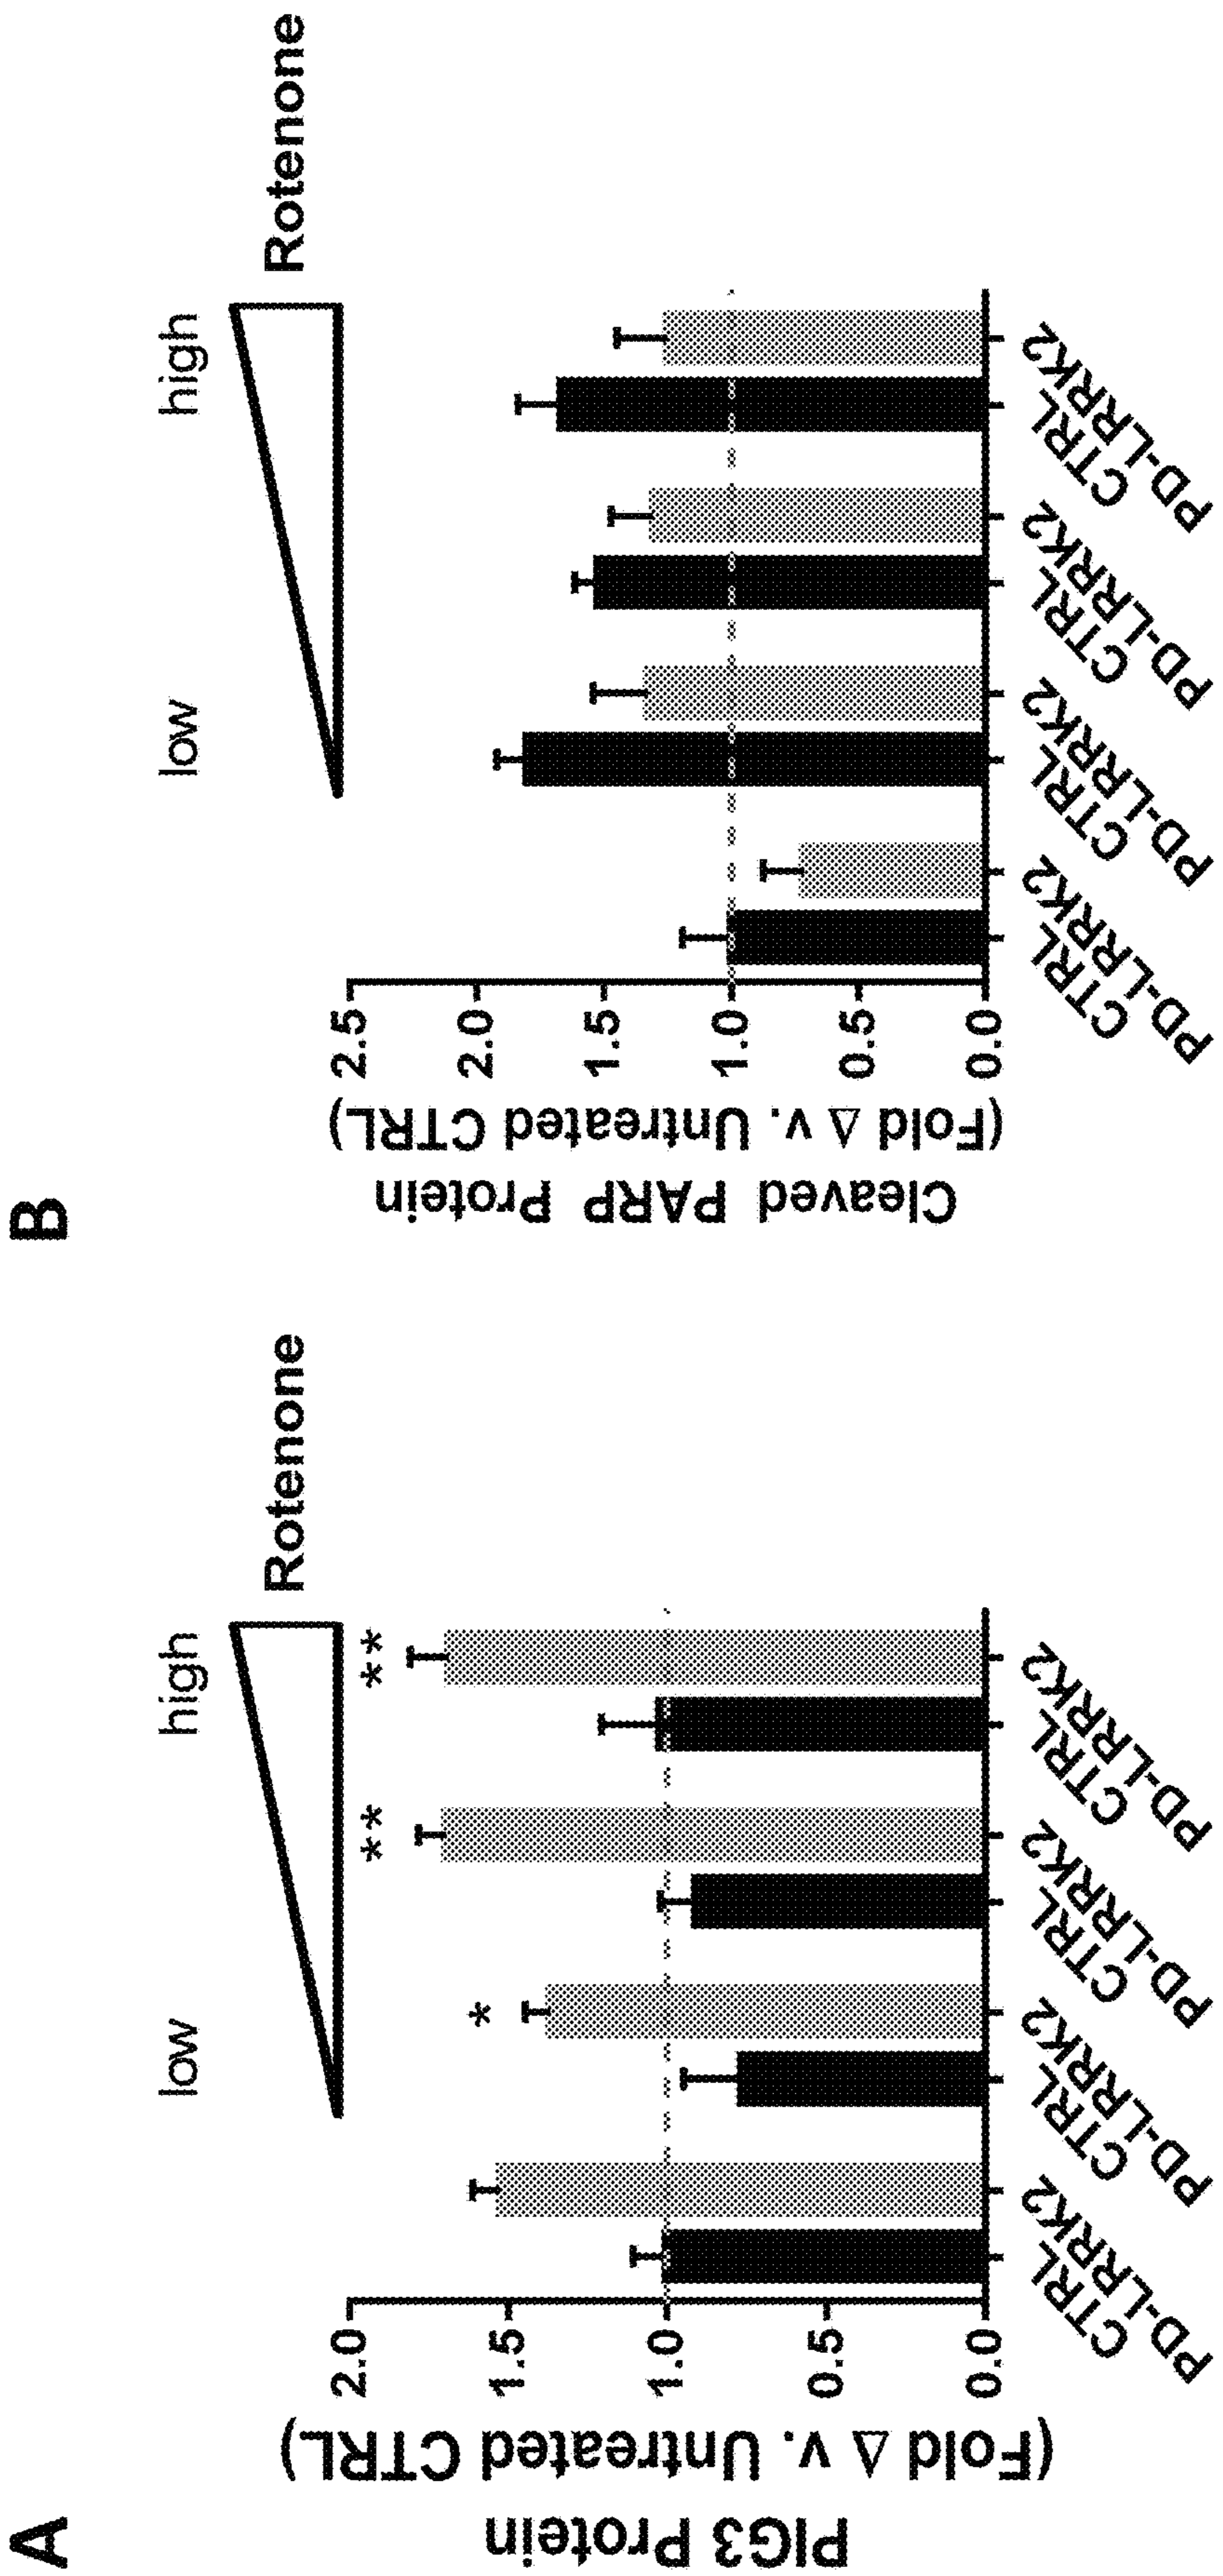 A
low
high
Rotenone
PIG3 Protein
(Fold Δ v. Untreated CTRL)
2.0
1.5
1.0
0.5
0.0
*
**
**
CTRL
PD-LRRK2
CTRL
PD-LRRK2
CTRL
PD-LRRK2
CTRL
PD-LRRK2
B
low
high
Rotenone
Cleaved PARP Protein
(Fold Δ v. Untreated CTRL)
2.5
2.0
1.5
1.0
0.5
0.0
CTRL
PD-LRRK2
CTRL
PD-LRRK2
CTRL
PD-LRRK2
CTRL
PD-LRRK2